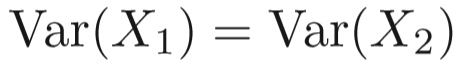 Var(X₁) = Var(X₂)